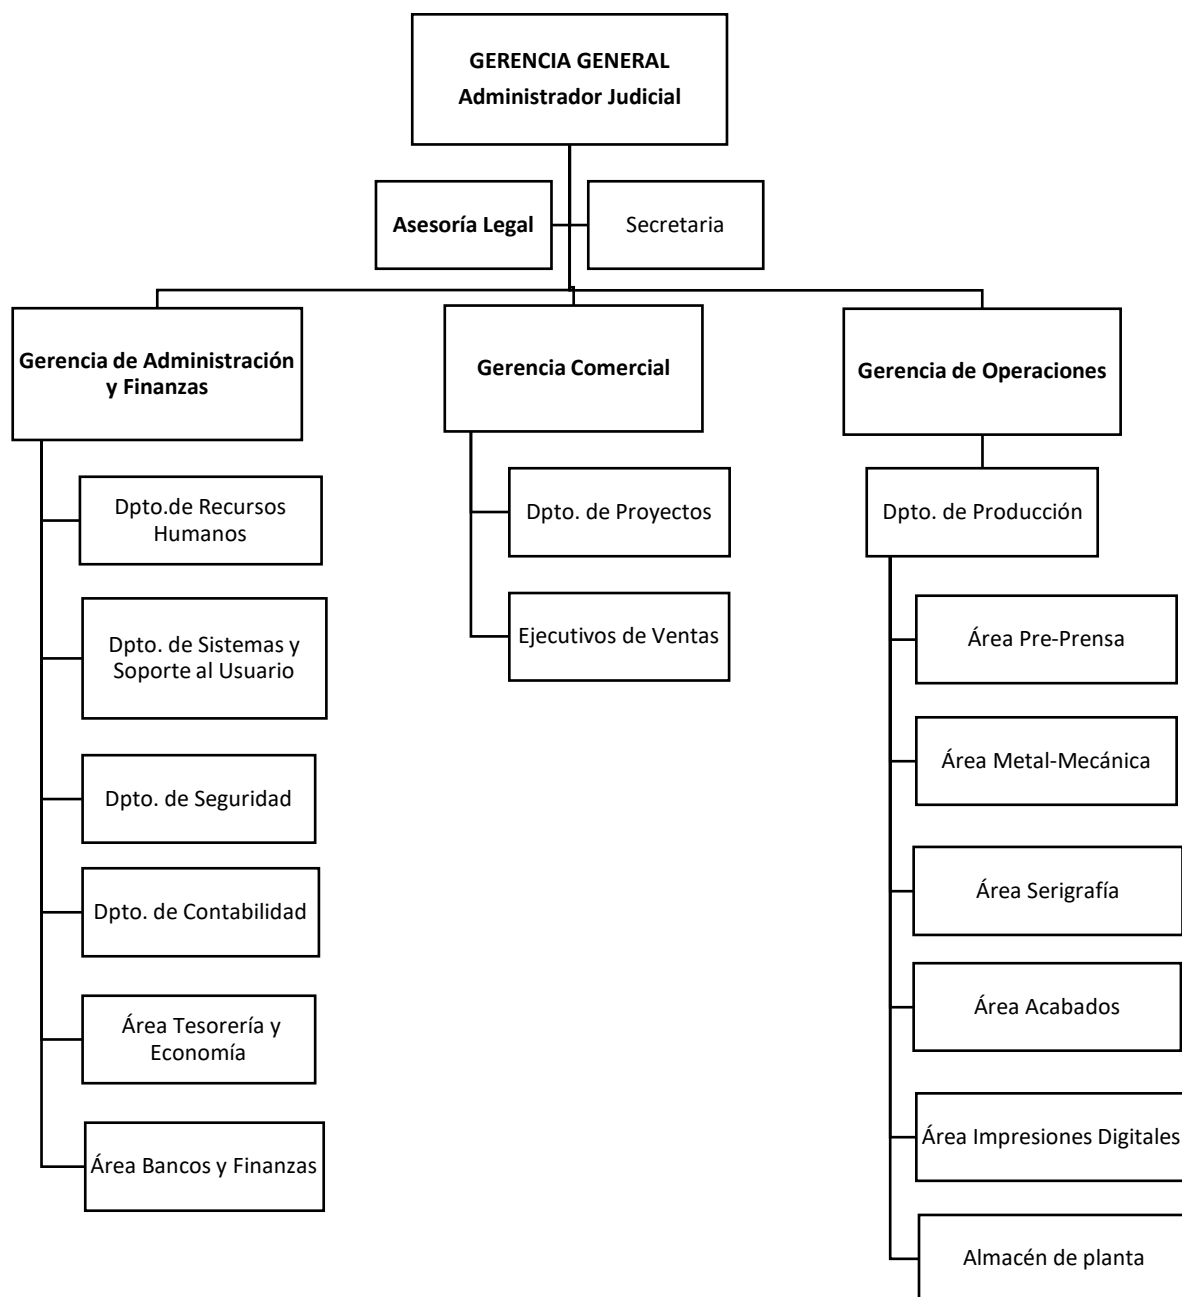 GERENCIA GENERAL
Administrador Judicial
Asesoría Legal
Secretaria
Gerencia de Administración
y Finanzas
Gerencia Comercial
Gerencia de Operaciones
Dpto.de Recursos
Humanos
Dpto. de Sistemas y
Soporte al Usuario
Dpto. de Seguridad
Dpto. de Contabilidad
Área Tesorería y
Economía
Área Bancos y Finanzas
Dpto. de Proyectos
Ejecutivos de Ventas
Dpto. de Producción
Área Pre-Prensa
Área Metal-Mecánica
Área Serigrafía
Área Acabados
Área Impresiones Digitales
Almacén de planta